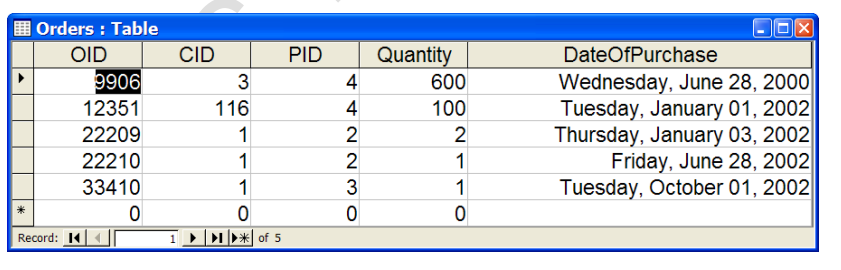 Orders : Table
OID CID PID Quantity DateOfPurchase
9906 3 4 600 Wednesday, June 28, 2000
12351 116 4 100 Tuesday, January 01, 2002
22209 1 2 2 Thursday, January 03, 2002
22210 1 2 1 Friday, June 28, 2002
33410 1 3 1 Tuesday, October 01, 2002
* 0 0 0 0
Record: 1 of 5